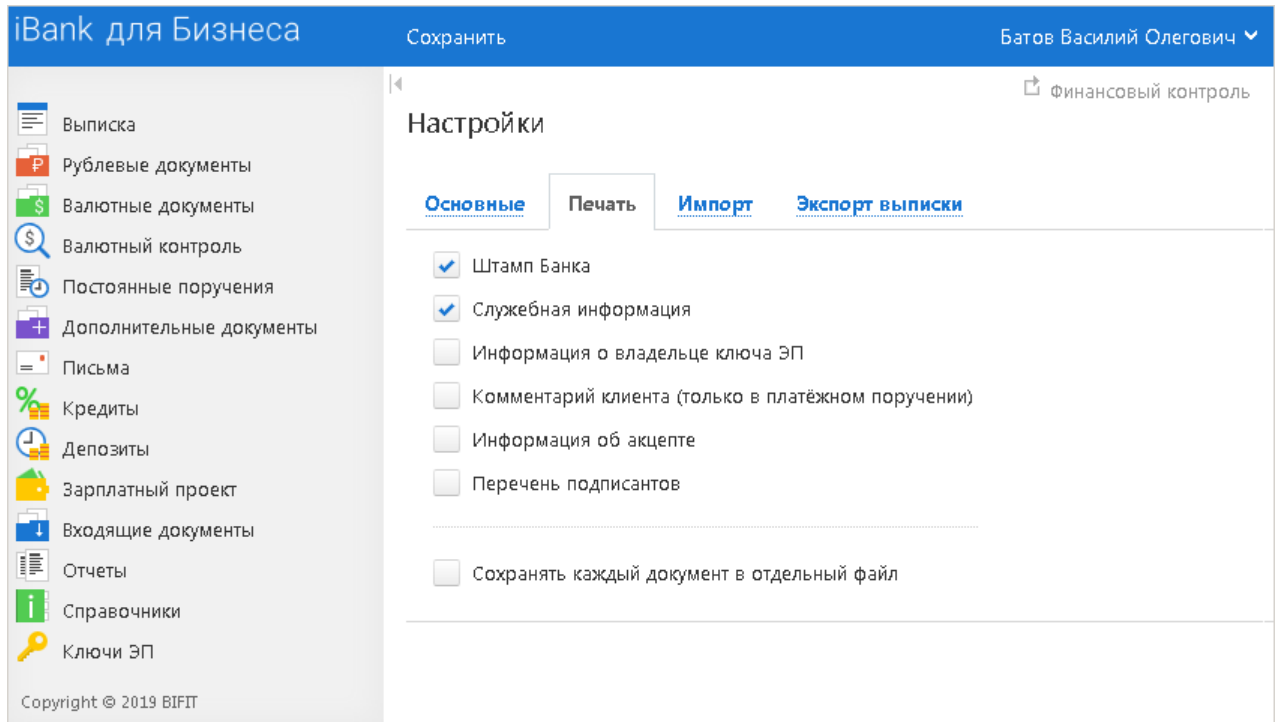 iBank для Бизнеса
Сохранить
Батов Василий Олегович
Финансовый контроль
Выписка
Рублевые документы
Валютные документы
Валютный контроль
Постоянные поручения
Дополнительные документы
Письма
Кредиты
Депозиты
Зарплатный проект
Входящие документы
Отчеты
Справочники
Ключи ЭП
Copyright © 2019 BIFIT
Настройки
Основные Печать Импорт Экспорт выписки
Штамп Банка
Служебная информация
Информация о владельце ключа ЭП
Комментарий клиента (только в платёжном поручении)
Информация об акцепте
Перечень подписантов
Сохранять каждый документ в отдельный файл